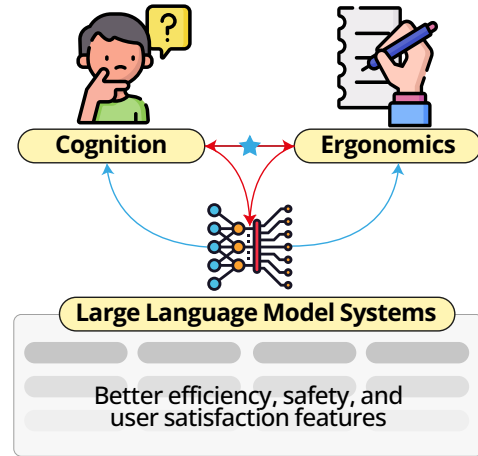 ?
Cognition
Ergonomics
Large Language Model Systems
Better efficiency, safety, and
user satisfaction features